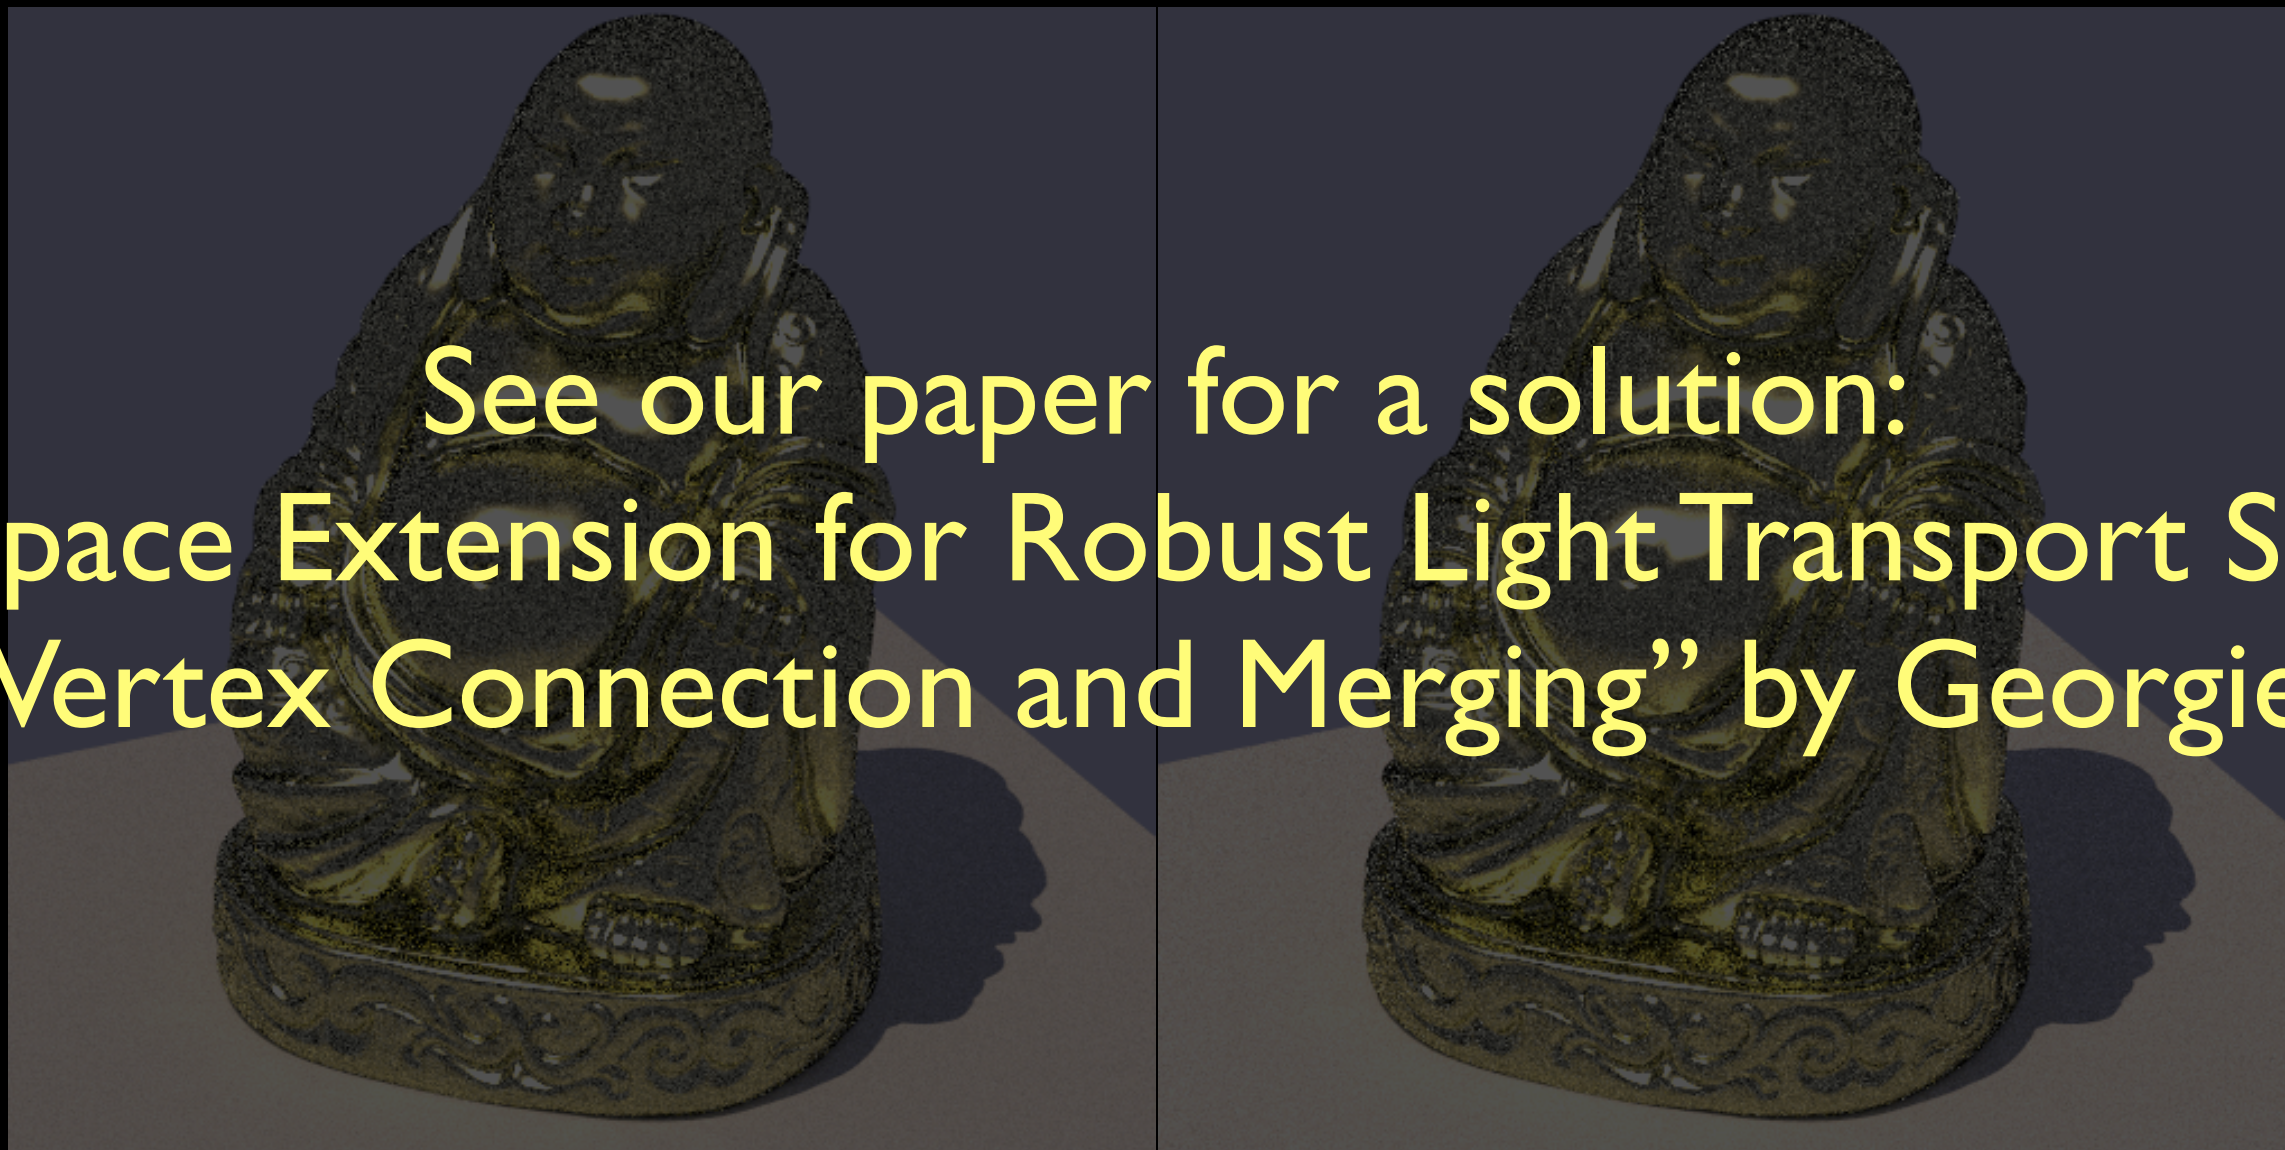 See our paper for a solution:
pace Extension for Robust Light Transport S
Vertex Connection and Merging” by Georgie